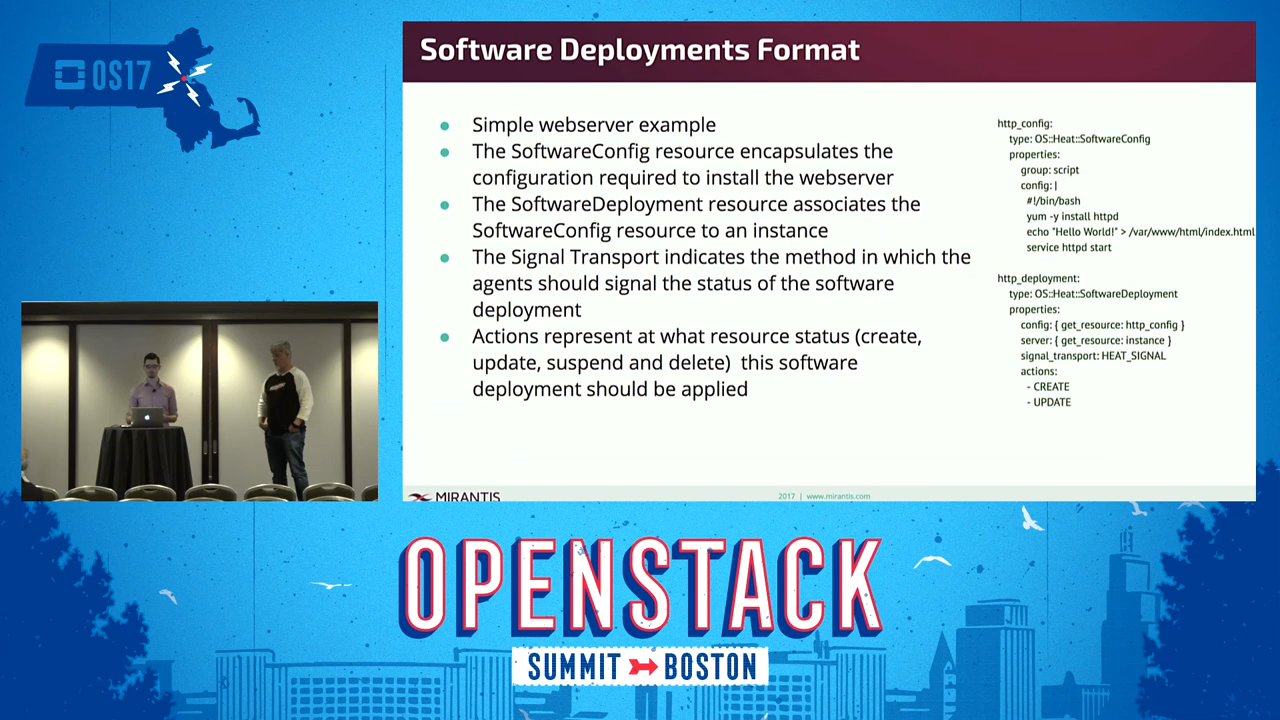 OS17
Software Deployments Format
Simple webserver example
The SoftwareConfig resource encapsulates the
configuration required to install the webserver
The SoftwareDeployment resource associates the
SoftwareConfig resource to an instance
The Signal Transport indicates the method in which the
agents should signal the status of the software
deployment
Actions represent at what resource status (create,
update, suspend and delete)  this software
deployment should be applied
http_config:
type: OS::Heat::SoftwareConfig
properties:
group: script
config: |
#!/bin/bash
yum -y install httpd
echo "Hello World!" > /var/www/html/index.html
service httpd start
http_deployment:
type: OS::Heat::SoftwareDeployment
properties:
config: { get_resource: http_config }
server: { get_resource: instance }
signal_transport: HEAT_SIGNAL
actions:
- CREATE
- UPDATE
MIRANTIS
2017 | www.mirantis.com
OPENSTACK
SUMMIT BOSTON